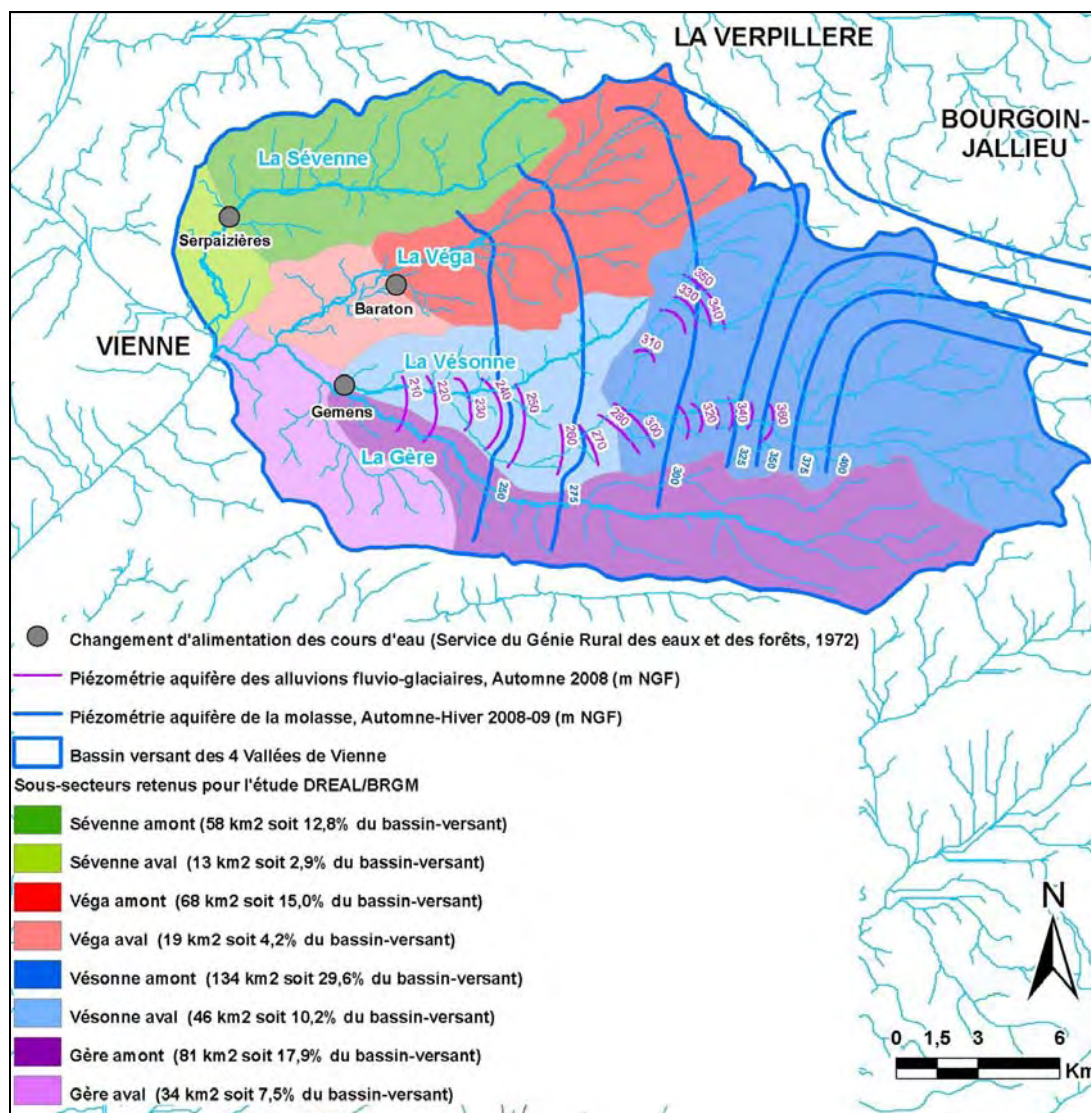 LA VERPILLERE
BOURGOIN-
JALLIEU
La Sévenne
Serpaizières
La Véga
Baraton
VIENNE
La Vésonne
Gemens
La Gère
350
330
340
310
210
220
230
240
250
260
270
280
300
320
340
360
250
275
300
325
350
375
400
Changement d'alimentation des cours d'eau (Service du Génie Rural des eaux et des forêts, 1972)
Piézométrie aquifère des alluvions fluvio-glaciaires, Automne 2008 (m NGF)
Piézométrie aquifère de la molasse, Automne-Hiver 2008-09 (m NGF)
Bassin versant des 4 Vallées de Vienne
Sous-secteurs retenus pour l'étude DREAL/BRGM
Sévenne amont (58 km2 soit 12,8% du bassin-versant)
Sévenne aval (13 km2 soit 2,9% du bassin-versant)
Véga amont (68 km2 soit 15,0% du bassin-versant)
Véga aval (19 km2 soit 4,2% du bassin-versant)
Vésonne amont (134 km2 soit 29,6% du bassin-versant)
Vésonne aval (46 km2 soit 10,2% du bassin-versant)
Gère amont (81 km2 soit 17,9% du bassin-versant)
Gère aval (34 km2 soit 7,5% du bassin-versant)
N
0 1,5 3 6
Km